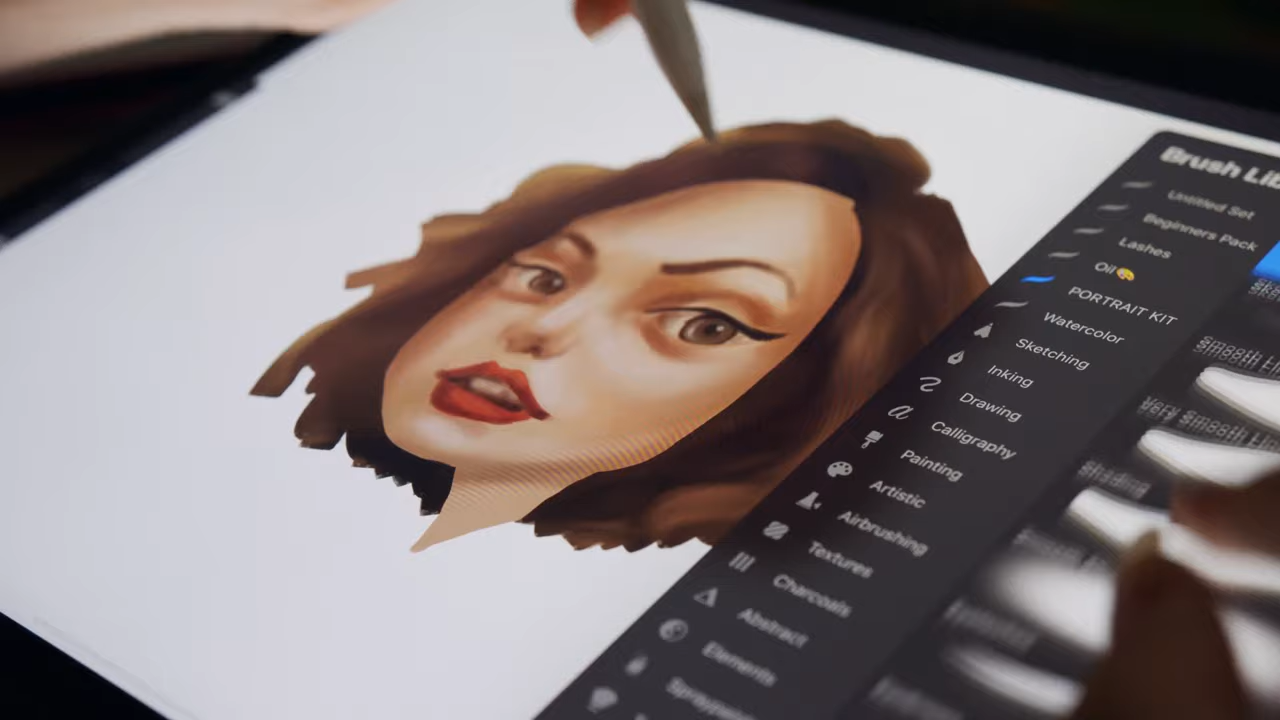 Brush Lib
Untitled Set
Beginners Pack
Lashes
Oil🎨
PORTRAIT KIT
Watercolor
Sketching
Inking
Drawing
Calligraphy
Painting
Artistic
Airbrushing
Textures
Charcoals
Abstract
Elements
Shading